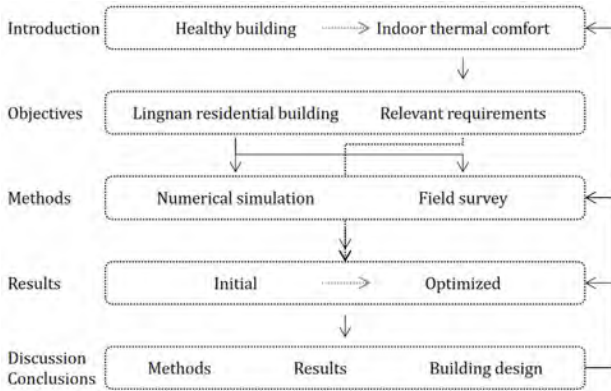 Introduction
Healthy building
Indoor thermal comfort
Objectives
Lingnan residential building
Relevant requirements
Methods
Numerical simulation
Field survey
Results
Initial
Optimized
Discussion
Conclusions
Methods
Results
Building design